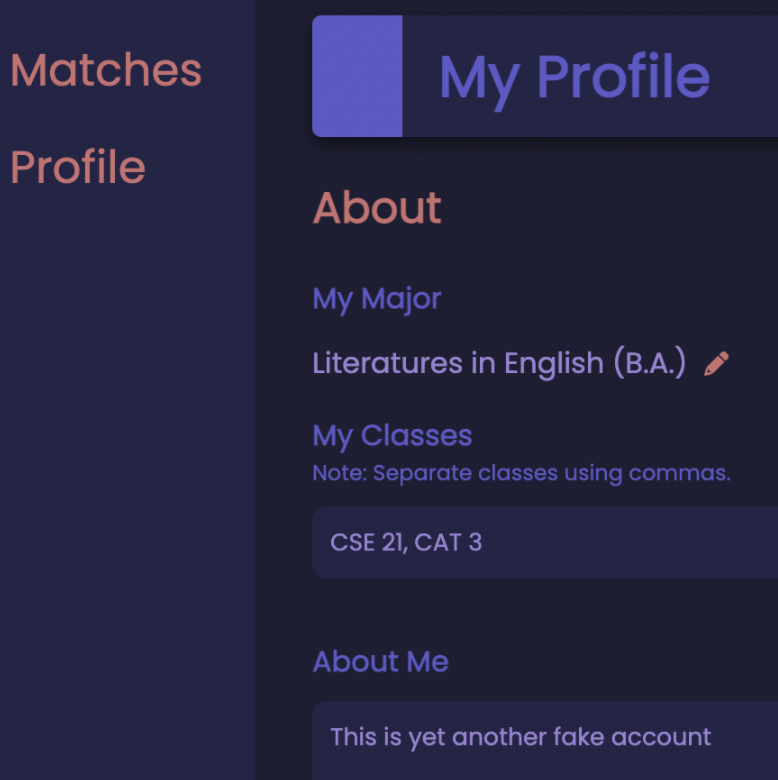 Matches
Profile
My Profile
About
My Major
Literatures in English (B.A.)
My Classes
Note: Separate classes using commas.
CSE 21, CAT 3
About Me
This is yet another fake account